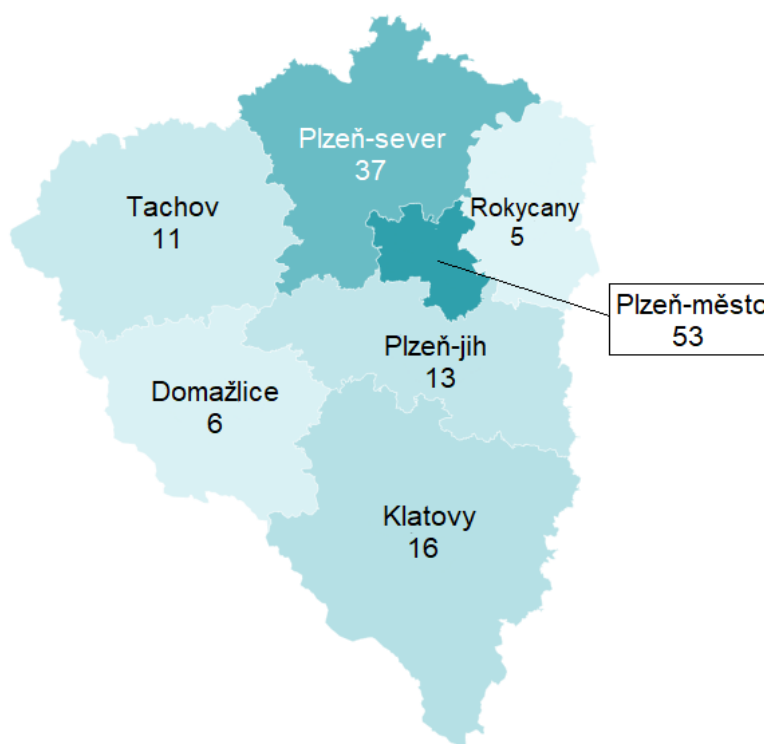 Plzeň-sever
37
Tachov
11
Rokycany
5
Plzeň-město
53
Plzeň-jih
13
Domažlice
6
Klatovy
16